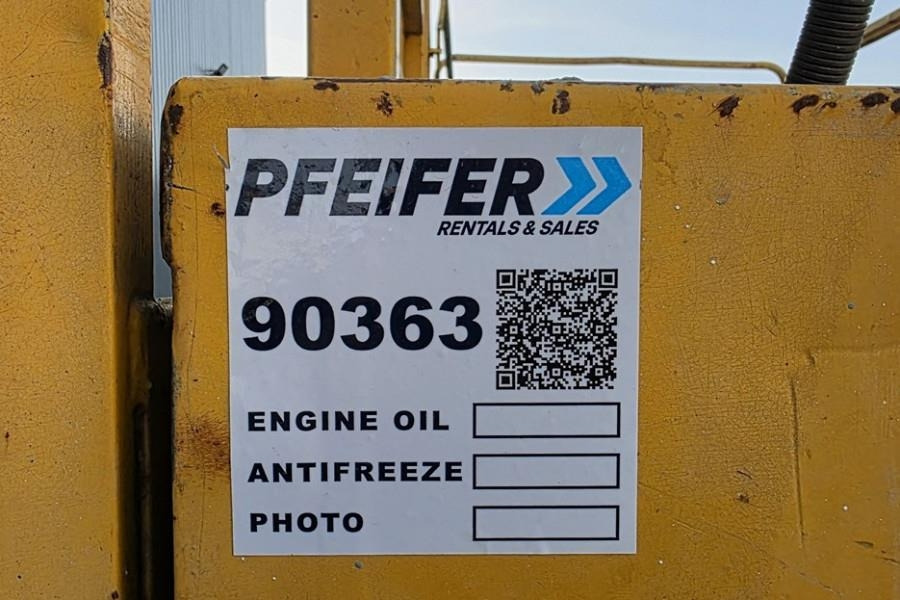 PFEIFER
RENTALS & SALES
90363
ENGINE OIL
ANTIFREEZE
PHOTO